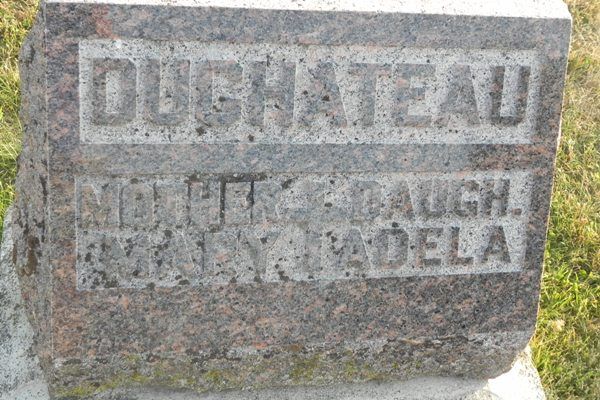 DUCHATEAU
MOTHER & DAUGH.
MARY. & ADELA